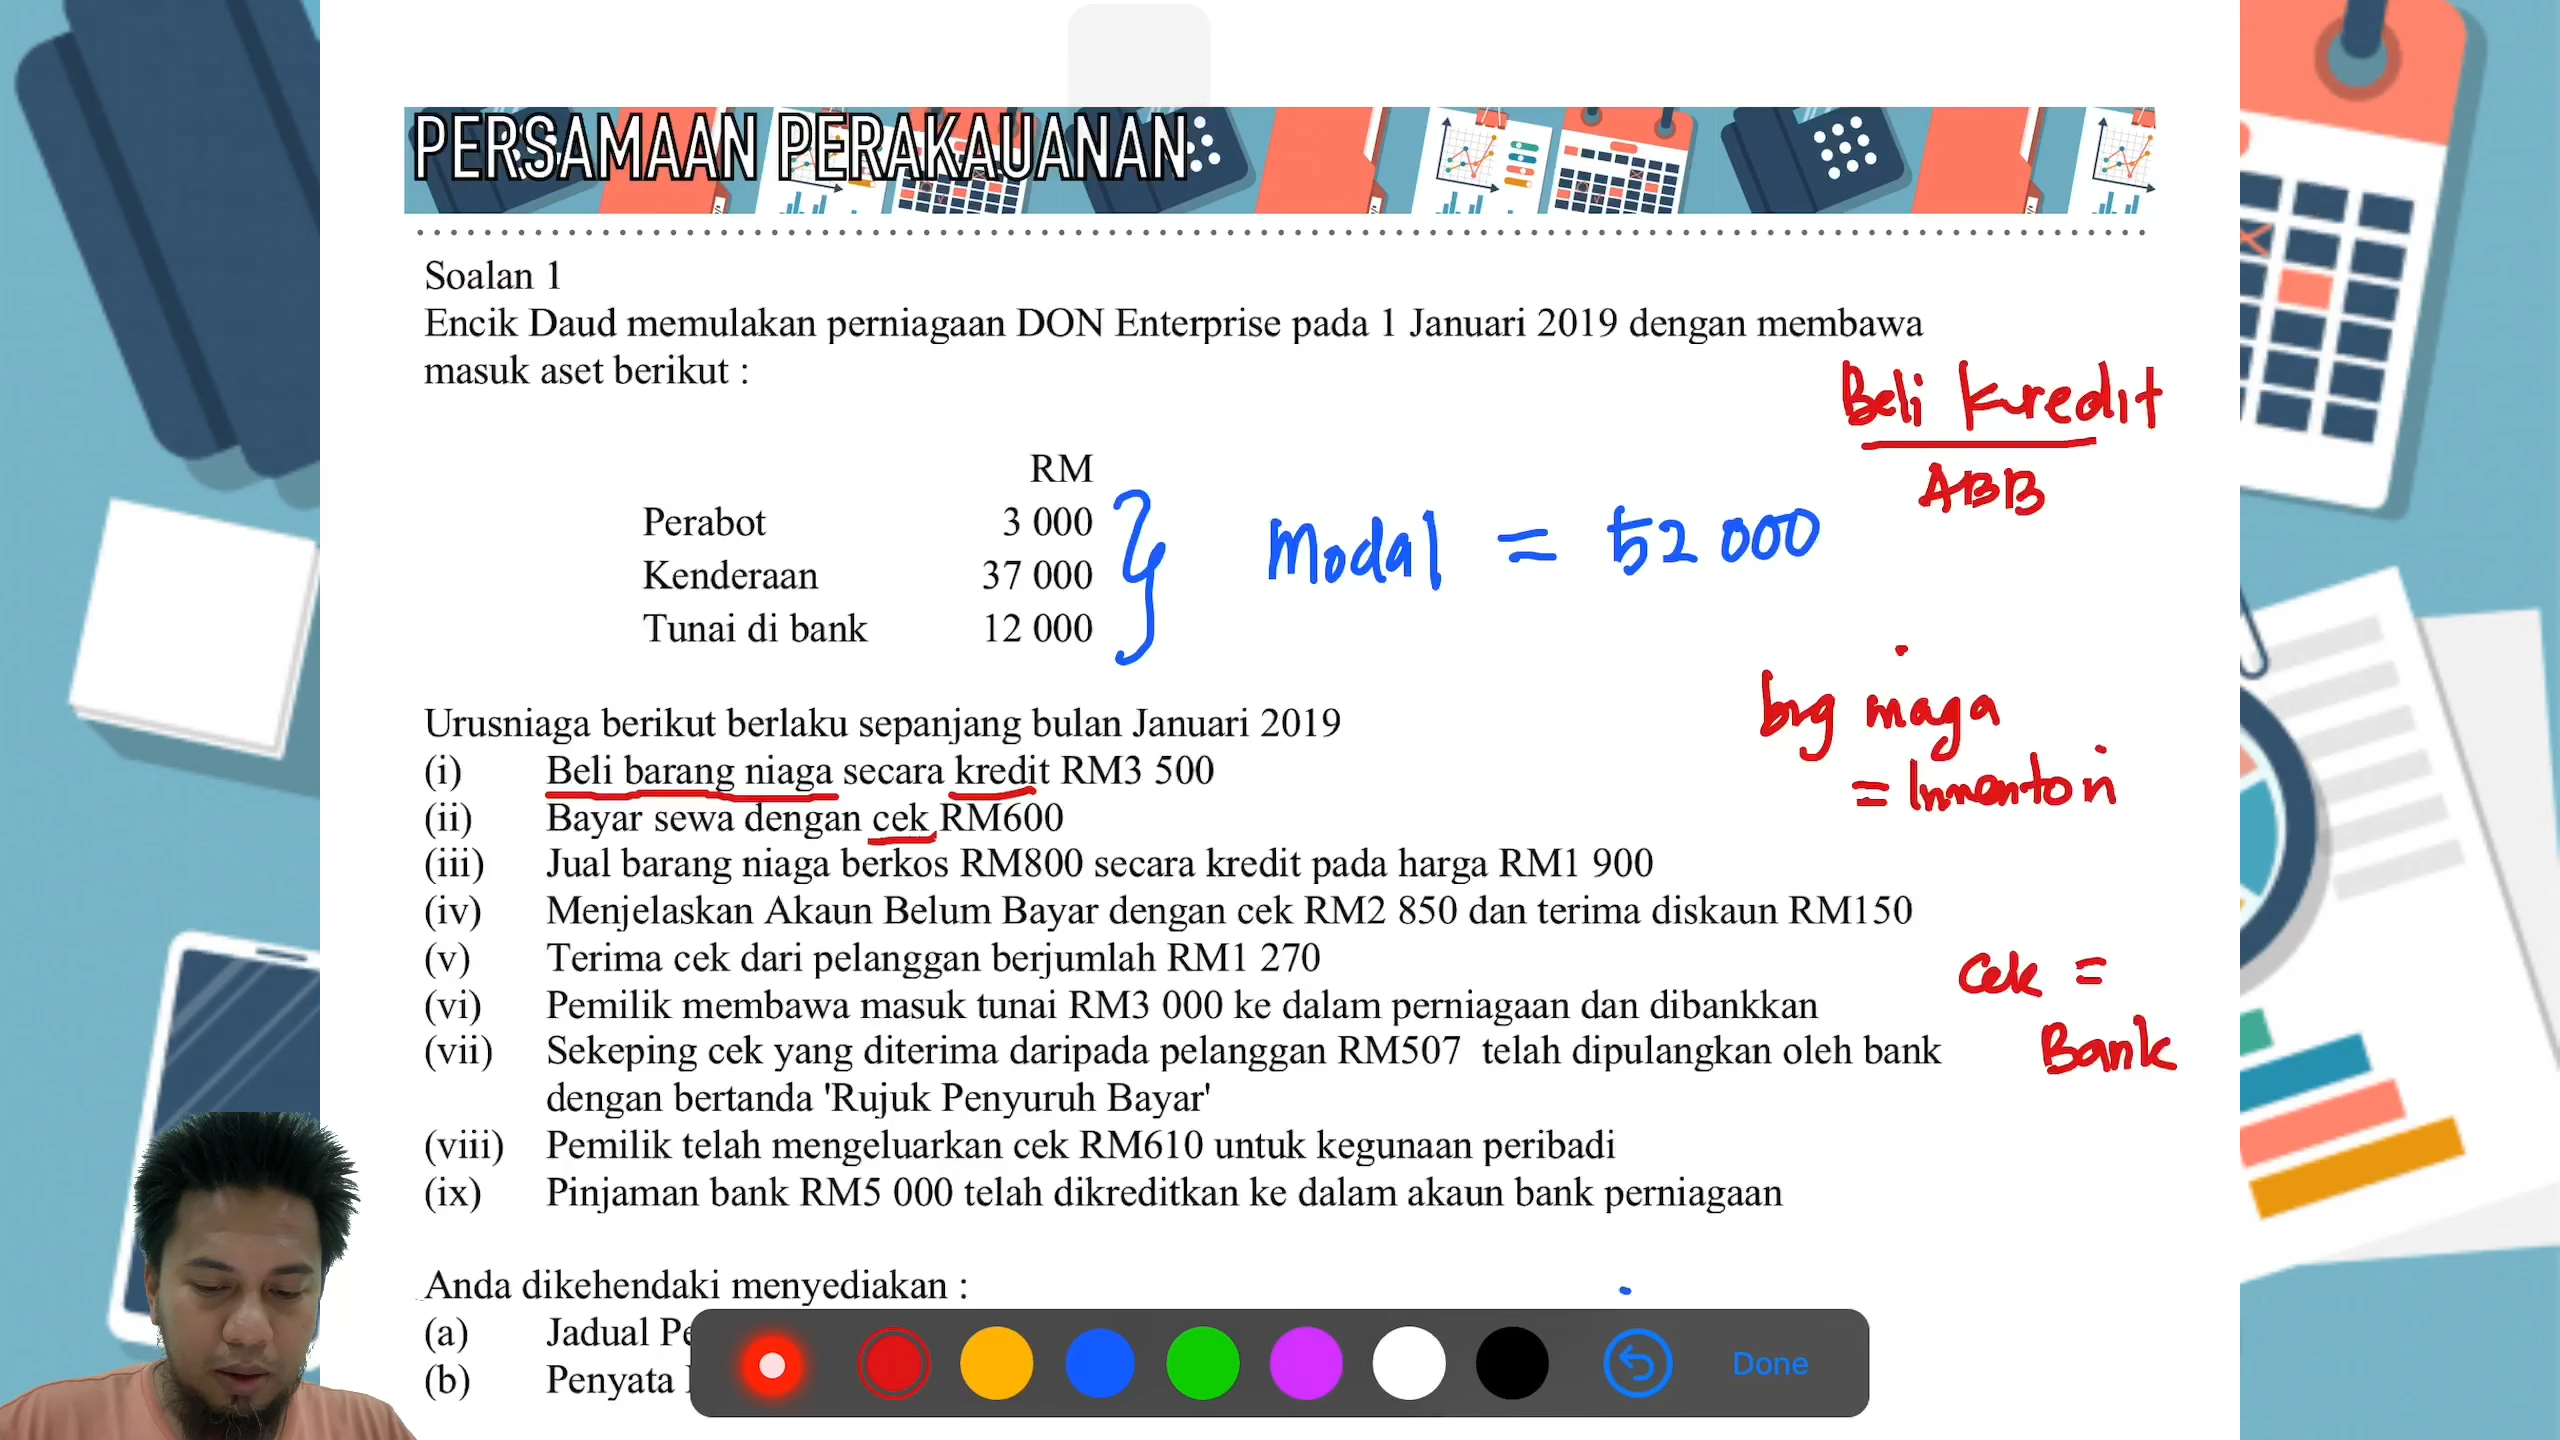 PERSAMAAN PERAKAUANAN
Soalan 1
Encik Daud memulakan perniagaan DON Enterprise pada 1 Januari 2019 dengan membawa
masuk aset berikut :
Beli Kredit
ABB
RM
Perabot 3 000
Kenderaan 37 000
Tunai di bank 12 000
Modal = 52 000
brg niaga
= Inventori
Urusniaga berikut berlaku sepanjang bulan Januari 2019
(i) Beli barang niaga secara kredit RM3 500
(ii) Bayar sewa dengan cek RM600
(iii) Jual barang niaga berkos RM800 secara kredit pada harga RM1 900
(iv) Menjelaskan Akaun Belum Bayar dengan cek RM2 850 dan terima diskaun RM150
(v) Terima cek dari pelanggan berjumlah RM1 270
(vi) Pemilik membawa masuk tunai RM3 000 ke dalam perniagaan dan dibankkan
(vii) Sekeping cek yang diterima daripada pelanggan RM507 telah dipulangkan oleh bank
dengan bertanda 'Rujuk Penyuruh Bayar'
(viii) Pemilik telah mengeluarkan cek RM610 untuk kegunaan peribadi
(ix) Pinjaman bank RM5 000 telah dikreditkan ke dalam akaun bank perniagaan
Cek =
Bank
Anda dikehendaki menyediakan :
(a) Jadual
(b) Penyata
Done